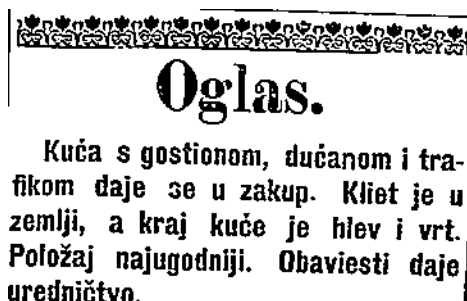 Oglas.
Kuća s gostionom, dućanom i tra-
fikom daje se u zakup. Kliet je u
zemlji, a kraj kuće je hlev i vrt.
Položaj najugodniji. Obaviesti daje
uredničtvo.